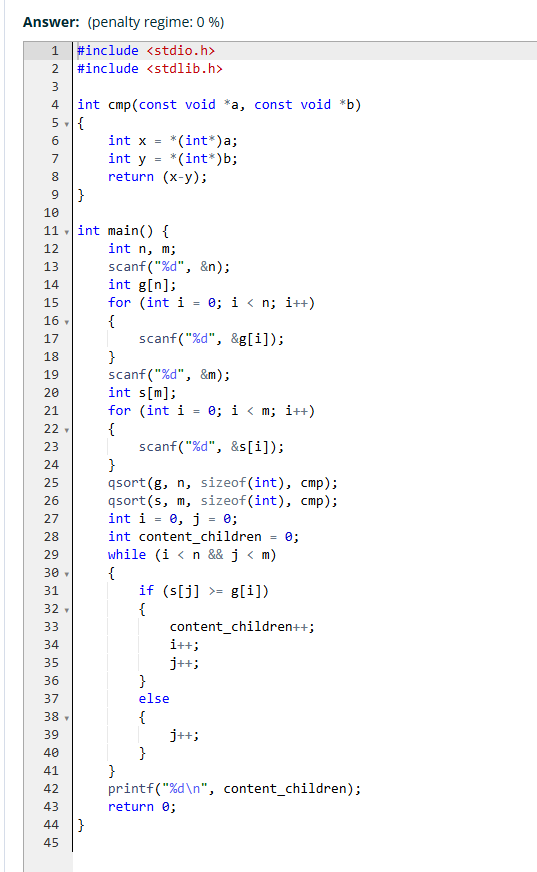 Answer: (penalty regime: 0 %)
1 #include <stdio.h>
2 #include <stdlib.h>
3
4 int cmp(const void *a, const void *b)
5 {
6     int x = *(int*)a;
7     int y = *(int*)b;
8     return (x-y);
9 }
10
11 int main() {
12     int n, m;
13     scanf("%d", &n);
14     int g[n];
15     for (int i = 0; i < n; i++)
16     {
17         scanf("%d", &g[i]);
18     }
19     scanf("%d", &m);
20     int s[m];
21     for (int i = 0; i < m; i++)
22     {
23         scanf("%d", &s[i]);
24     }
25     qsort(g, n, sizeof(int), cmp);
26     qsort(s, m, sizeof(int), cmp);
27     int i = 0, j = 0;
28     int content_children = 0;
29     while (i < n && j < m)
30     {
31         if (s[j] >= g[i])
32         {
33             content_children++;
34             i++;
35             j++;
36         }
37         else
38         {
39             j++;
40         }
41     }
42     printf("%d\n", content_children);
43     return 0;
44 }
45